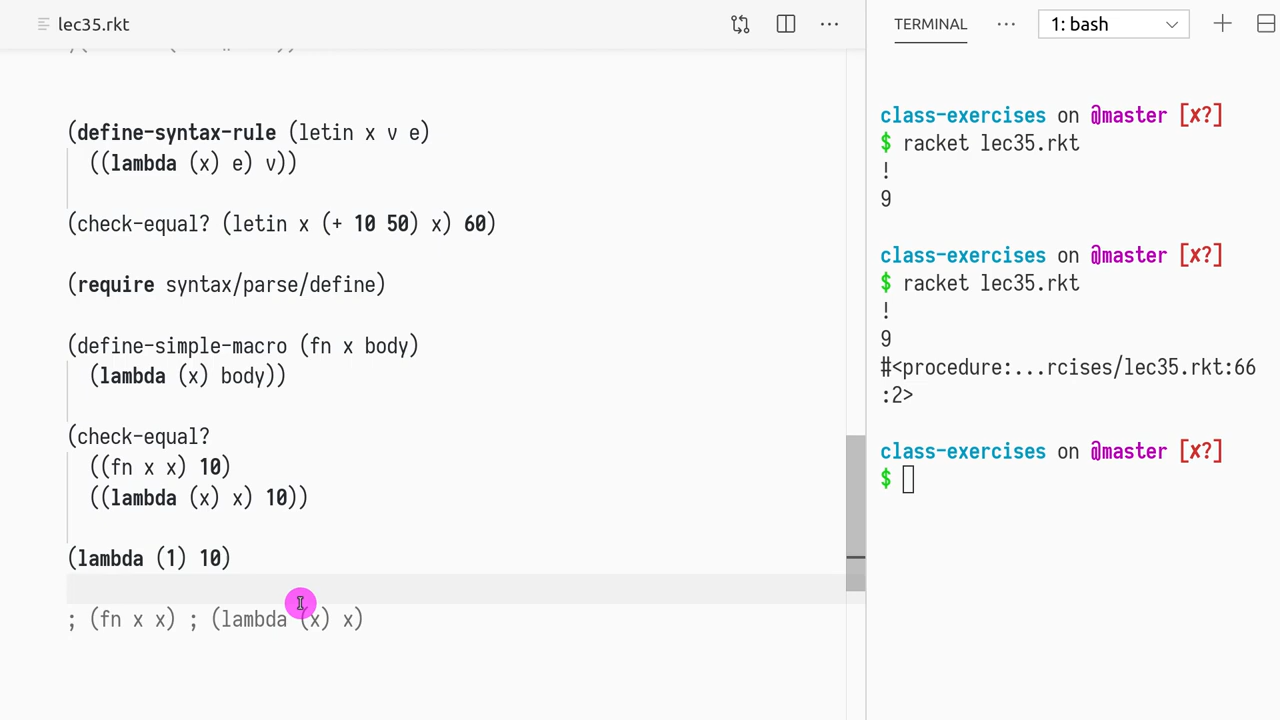 lec35.rkt
(define-syntax-rule (letin x v e)
((lambda (x) e) v))
(check-equal? (letin x (+ 10 50) x) 60)
(require syntax/parse/define)
(define-simple-macro (fn x body)
(lambda (x) body))
(check-equal?
((fn x x) 10)
((lambda (x) x) 10))
(lambda (1) 10)
; (fn x x) ; (lambda (x) x)
TERMINAL
1: bash
class-exercises on @master [x?]
$ racket lec35.rkt
!
9
class-exercises on @master [x?]
$ racket lec35.rkt
!
9
#<procedure:...rcises/lec35.rkt:66
:2>
class-exercises on @master [x?]
$